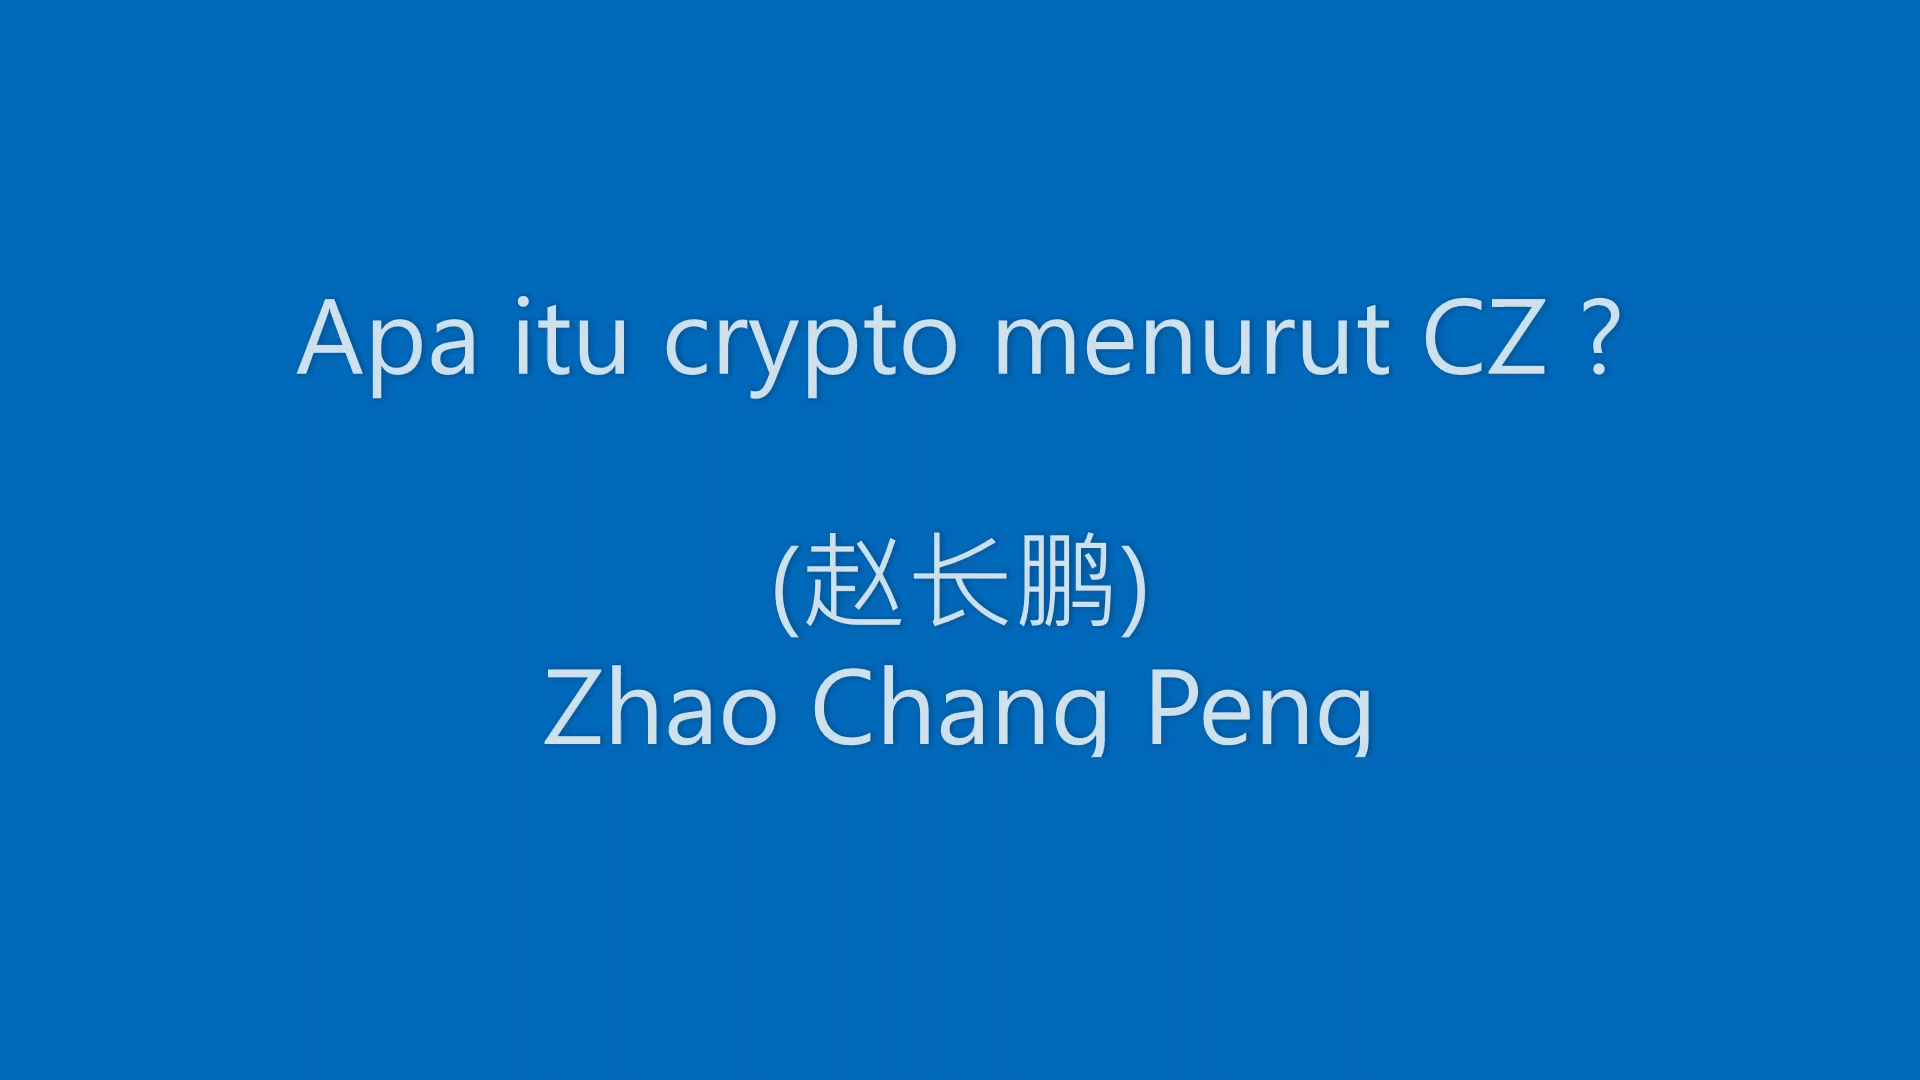 Apa itu crypto menurut CZ ?
(赵长鹏)
Zhao Chang Peng